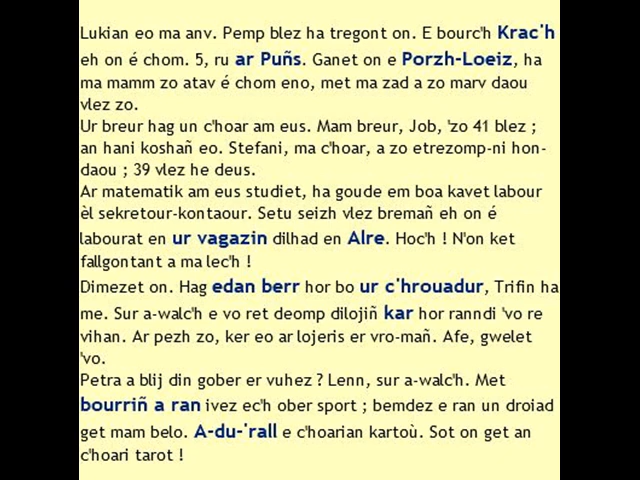 Lukian eo ma anv. Pemp blez ha tregont on. E bourc'h Krac'h
eh on é chom. 5, ru ar Puñs. Ganet on e Porzh-Loeiz, ha
ma mamm zo atav é chom eno, met ma zad a zo marv daou
vlez zo.
Ur breur hag un c'hoar am eus. Mam breur, Job, 'zo 41 blez ;
an hani koshañ eo. Stefani, ma c'hoar, a zo etrezomp-ni hon-
daou ; 39 vlez he deus.
Ar matematik am eus studiet, ha goude em boa kavet labour
èl sekretour-kontaour. Setu seizh vlez bremañ eh on é
labourat en ur vagazin dilhad en Alre. Hoc'h ! N'on ket
fallgontant a ma lec'h !
Dimezet on. Hag edan berr hor bo ur c'hrouadur, Trifin ha
me. Sur a-walc'h e vo ret deomp dilojiñ kar hor ranndi 'vo re
vihan. Ar pezh zo, ker eo ar lojeris er vro-mañ. Afe, gwelet
'vo.
Petra a blij din gober er vuhez ? Lenn, sur a-walc'h. Met
bourriñ a ran ivez ec'h ober sport ; bemdez e ran un droiad
get mam belo. A-du-'rall e c'hoarian kartoù. Sot on get an
c'hoari tarot !